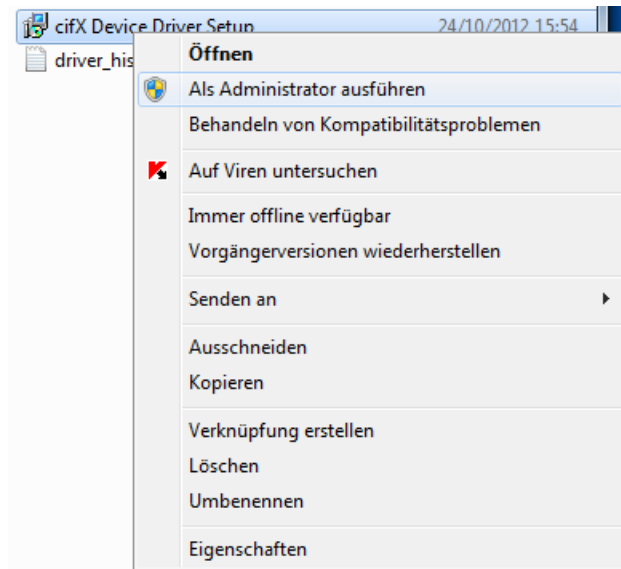 cifX Device Driver Setup 24/10/2012 15:54
driver_his
Öffnen
Als Administrator ausführen
Behandeln von Kompatibilitätsproblemen
Auf Viren untersuchen
Immer offline verfügbar
Vorgängerversionen wiederherstellen
Senden an
Ausschneiden
Kopieren
Verknüpfung erstellen
Löschen
Umbenennen
Eigenschaften